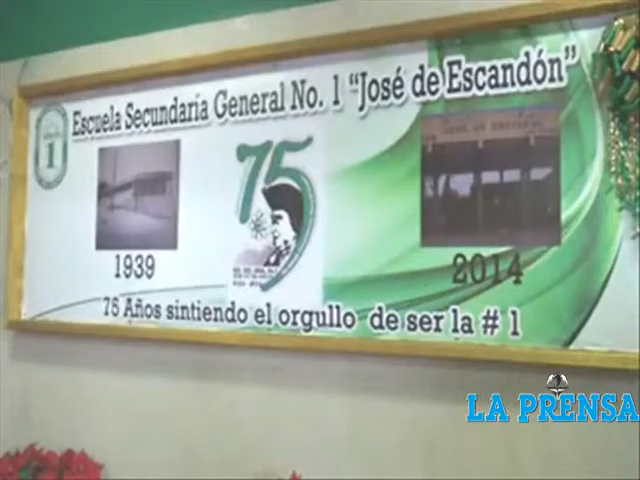 Escuela Secundaria General No. 1 "José de Escandón"
1
75
1939
2014
75 Años sintiendo el orgullo de ser la # 1
LA PRENSA